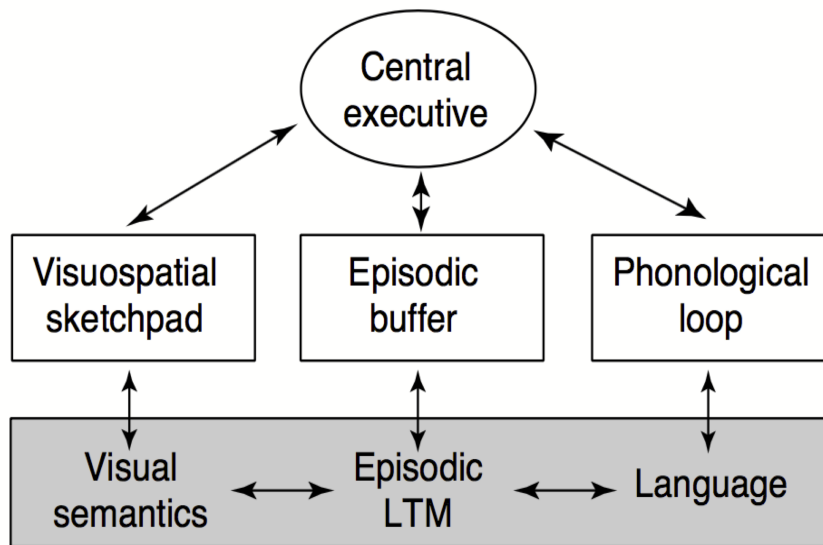 Central
executive
Visuospatial
sketchpad
Episodic
buffer
Phonological
loop
Visual
semantics
Episodic
LTM
Language